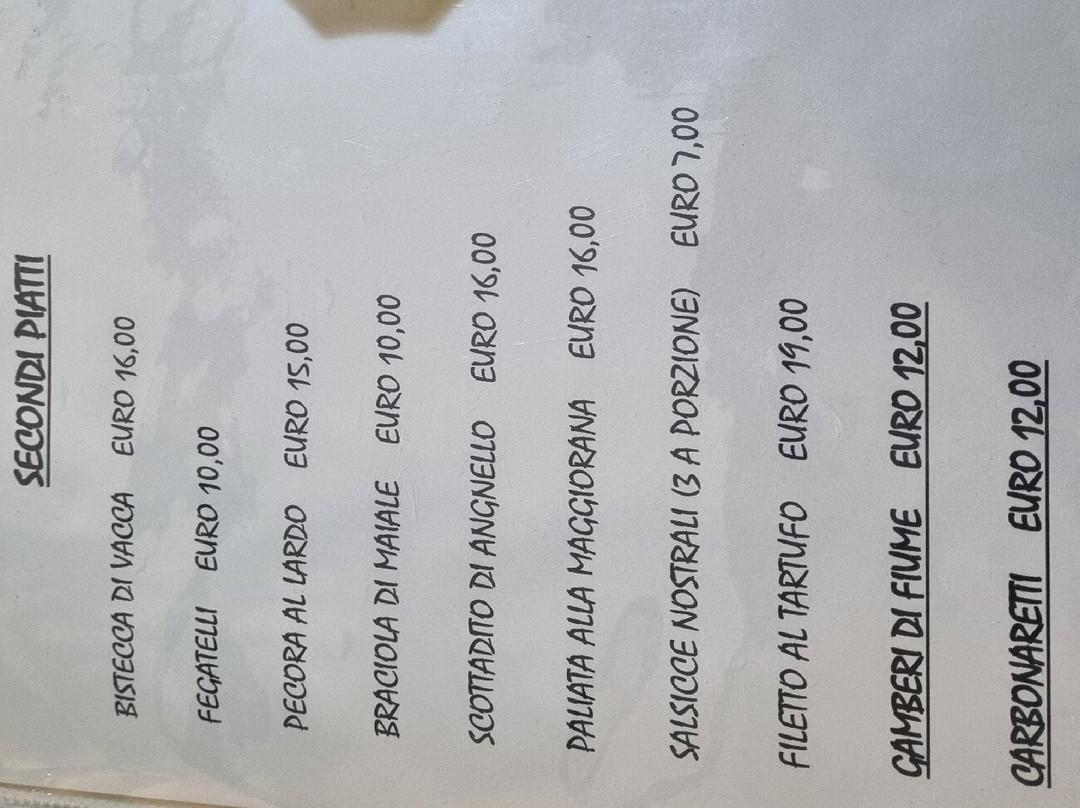 SECONDI PIATTI
BISTECCA DI VACCA EURO 16,00
FEGATELLI EURO 10,00
PECORA AL LARDO EURO 15,00
BRACIOLA DI MAIALE EURO 10,00
SCOTTADITO DI ANGNELLO EURO 16,00
PALIATA ALLA MAGGIORANA EURO 16,00
SALSICCE NOSTRALI (3 A PORZIONE) EURO 7,00
FILETTO AL TARTUFO EURO 19,00
GAMBERI DI FIUME EURO 12,00
CARBONARETTI EURO 12,00